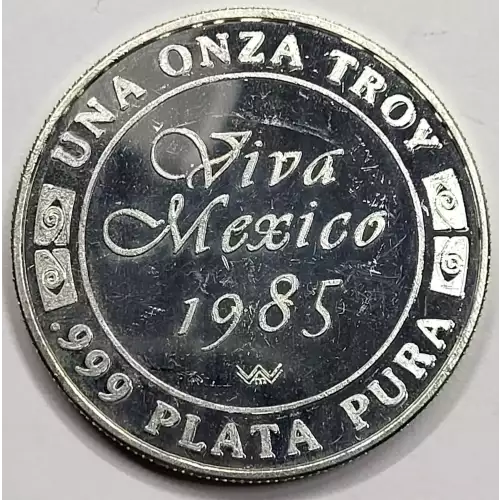 UNA ONZA TROY
Viva
Mexico
1985
.999 PLATA PURA